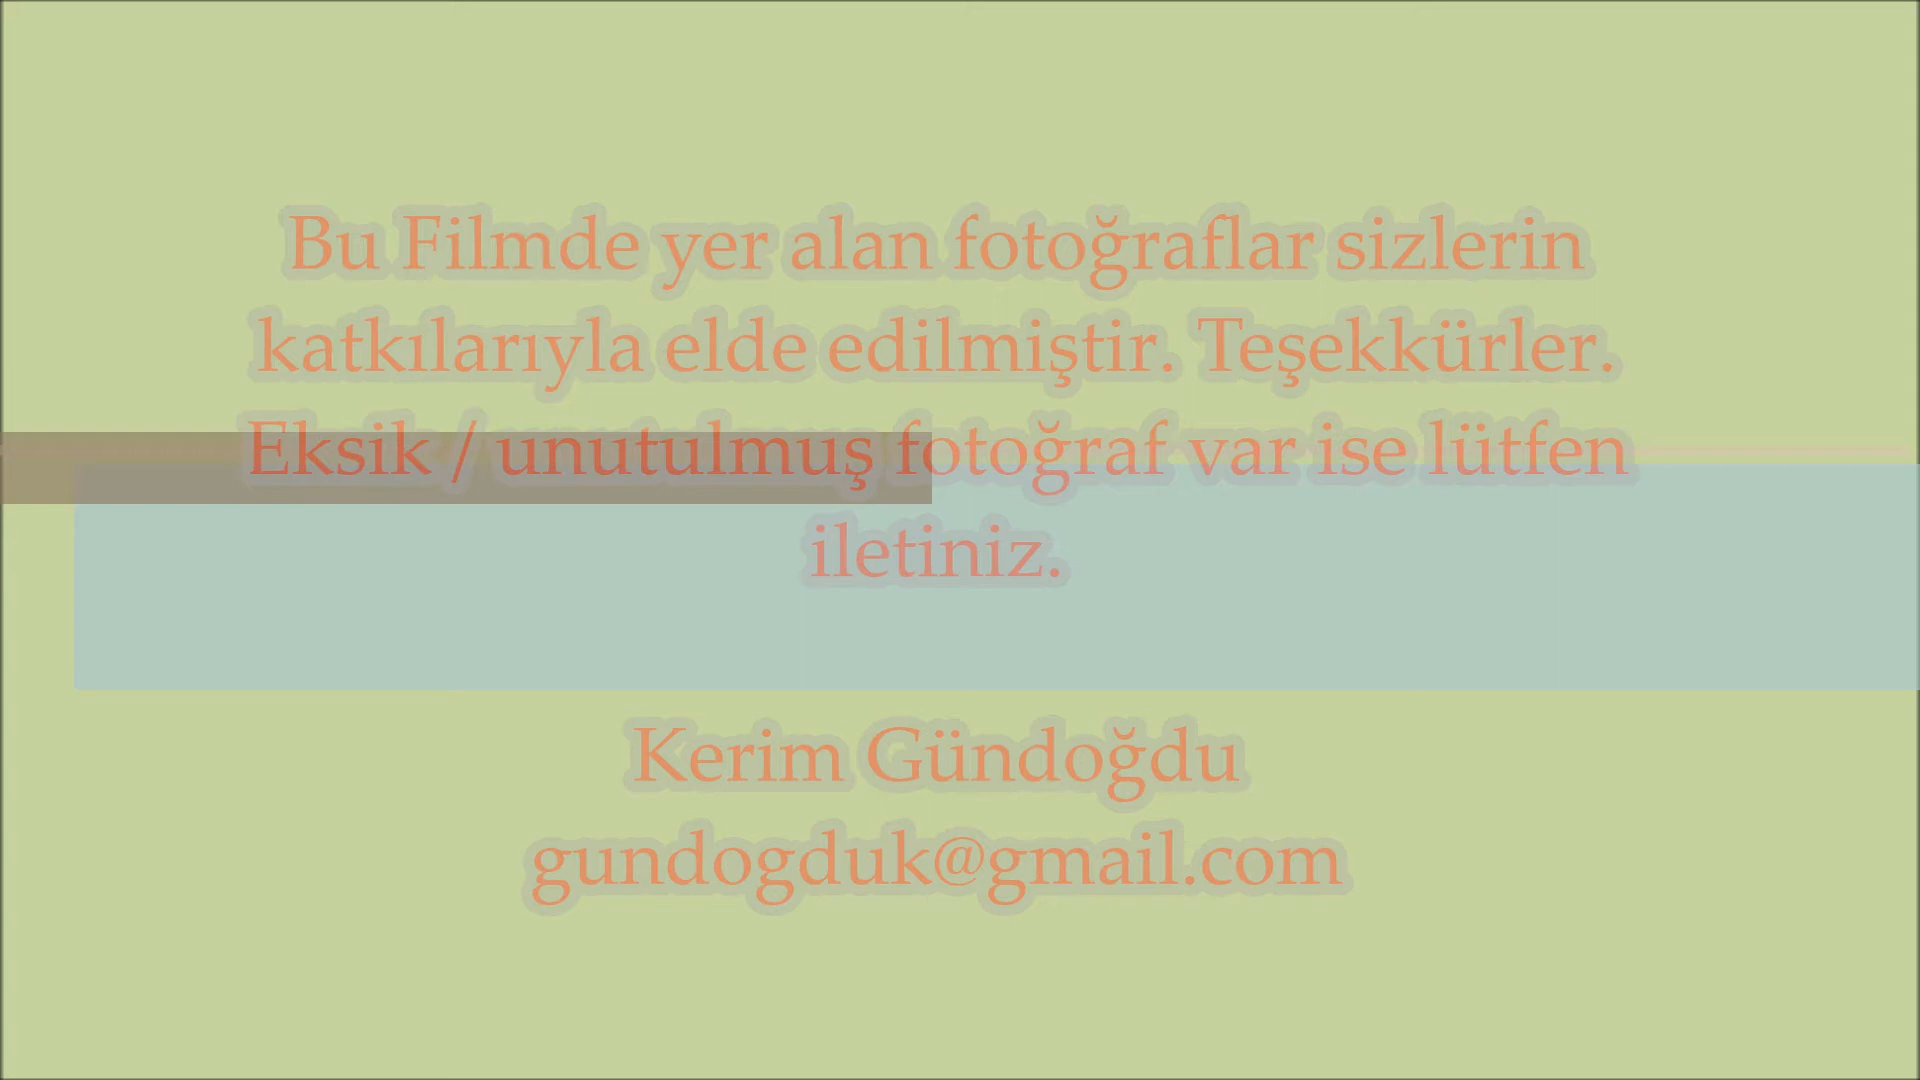 Bu Filmde yer alan fotoğraflar sizlerin
katkılarıyla elde edilmiştir. Teşekkürler.
Eksik / unutulmuş fotoğraf var ise lütfen
iletiniz.
Kerim Gündoğdu
gundogduk@gmail.com